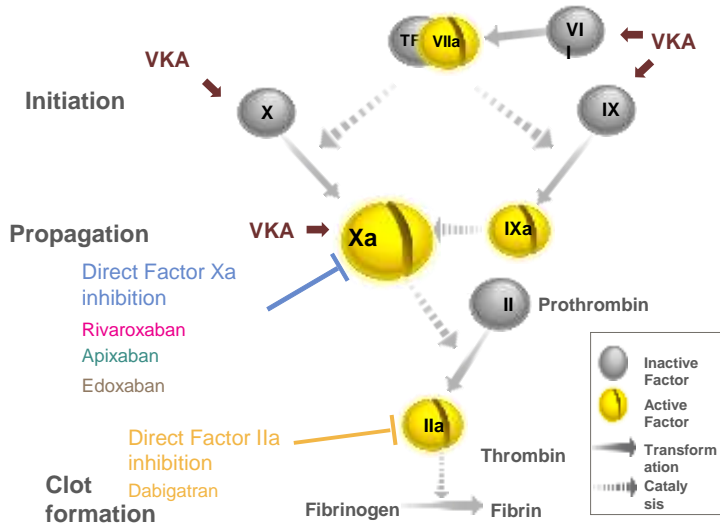 TF
VIIa
VI
I
VKA
VKA
Initiation
X
IX
Propagation
VKA
Xa
IXa
Direct Factor Xa
inhibition
II
Prothrombin
Rivaroxaban
Apixaban
Edoxaban
Inactive
Factor
Active
Factor
Direct Factor IIa
inhibition
IIa
Thrombin
Transform
ation
Dabigatran
Cataly
sis
Clot
formation
Fibrinogen
Fibrin